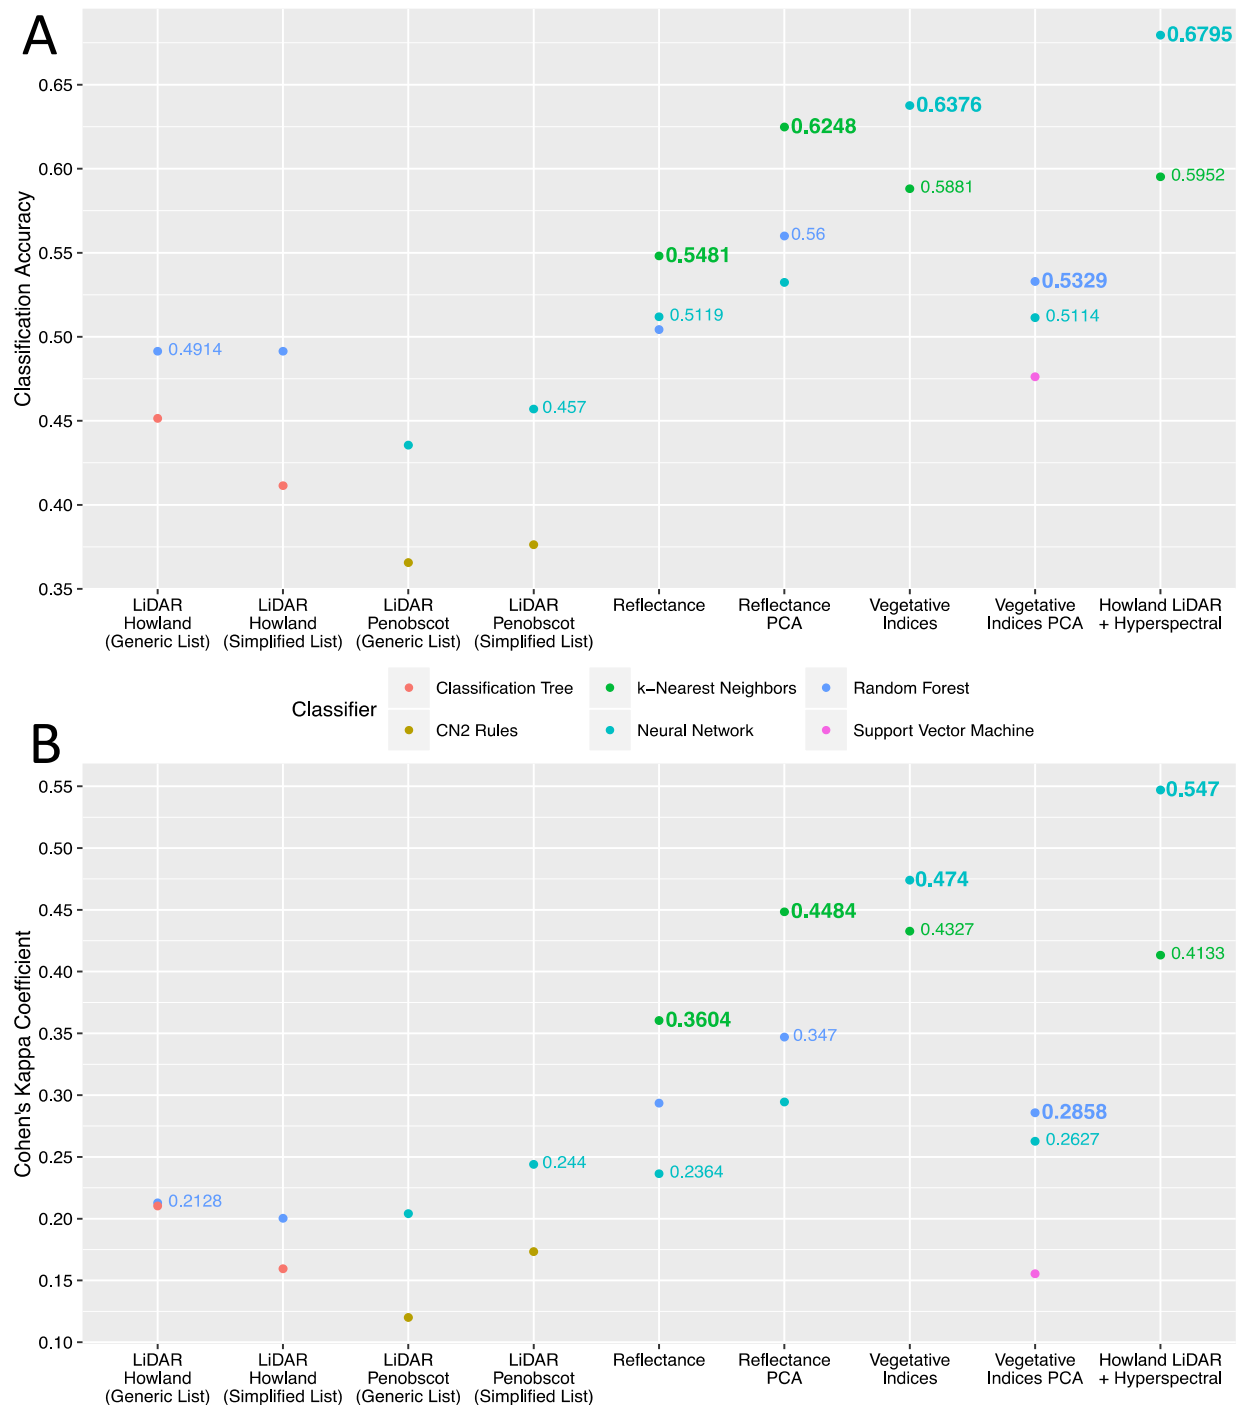 A
Classification Accuracy
0.65
0.60
0.55
0.50
0.45
0.40
0.35
0.6795
0.6376
0.6248
0.5881
0.5952
0.56
0.5481
0.5329
0.5119
0.5114
0.4914
0.457
LiDAR
Howland
(Generic List)
LiDAR
Howland
(Simplified List)
LiDAR
Penobscot
(Generic List)
LiDAR
Penobscot
(Simplified List)
Reflectance
Reflectance
PCA
Vegetative
Indices
Vegetative
Indices PCA
Howland LiDAR
+ Hyperspectral
Classifier
Classification Tree
k−Nearest Neighbors
Random Forest
CN2 Rules
Neural Network
Support Vector Machine
B
Cohen's Kappa Coefficient
0.55
0.50
0.45
0.40
0.35
0.30
0.25
0.20
0.15
0.10
0.547
0.474
0.4484
0.4327
0.4133
0.3604
0.347
0.2858
0.2627
0.244
0.2364
0.2128
LiDAR
Howland
(Generic List)
LiDAR
Howland
(Simplified List)
LiDAR
Penobscot
(Generic List)
LiDAR
Penobscot
(Simplified List)
Reflectance
Reflectance
PCA
Vegetative
Indices
Vegetative
Indices PCA
Howland LiDAR
+ Hyperspectral